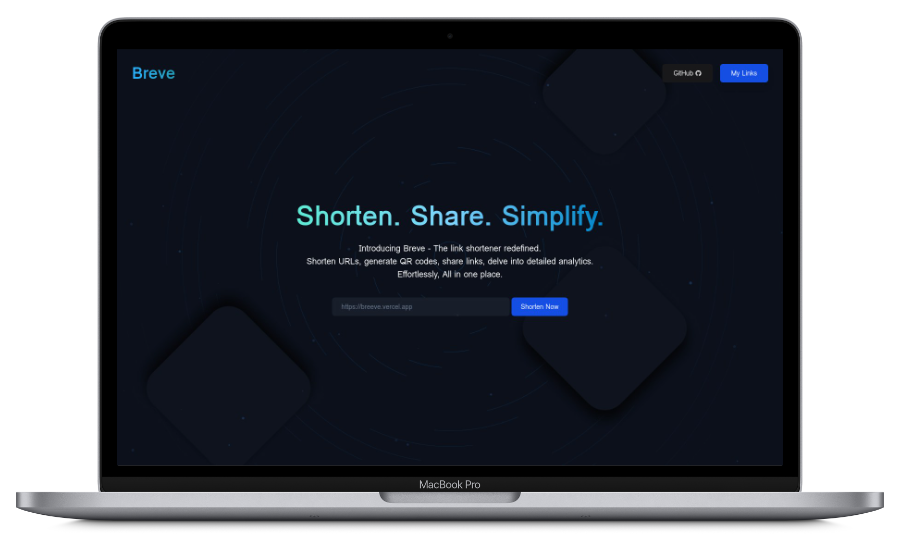 Breve
GitHub
My Links
Shorten. Share. Simplify.
Introducing Breve - The link shortener redefined.
Shorten URLs, generate QR codes, share links, delve into detailed analytics.
Effortlessly, All in one place.
https://breeve.vercel.app
Shorten Now
MacBook Pro